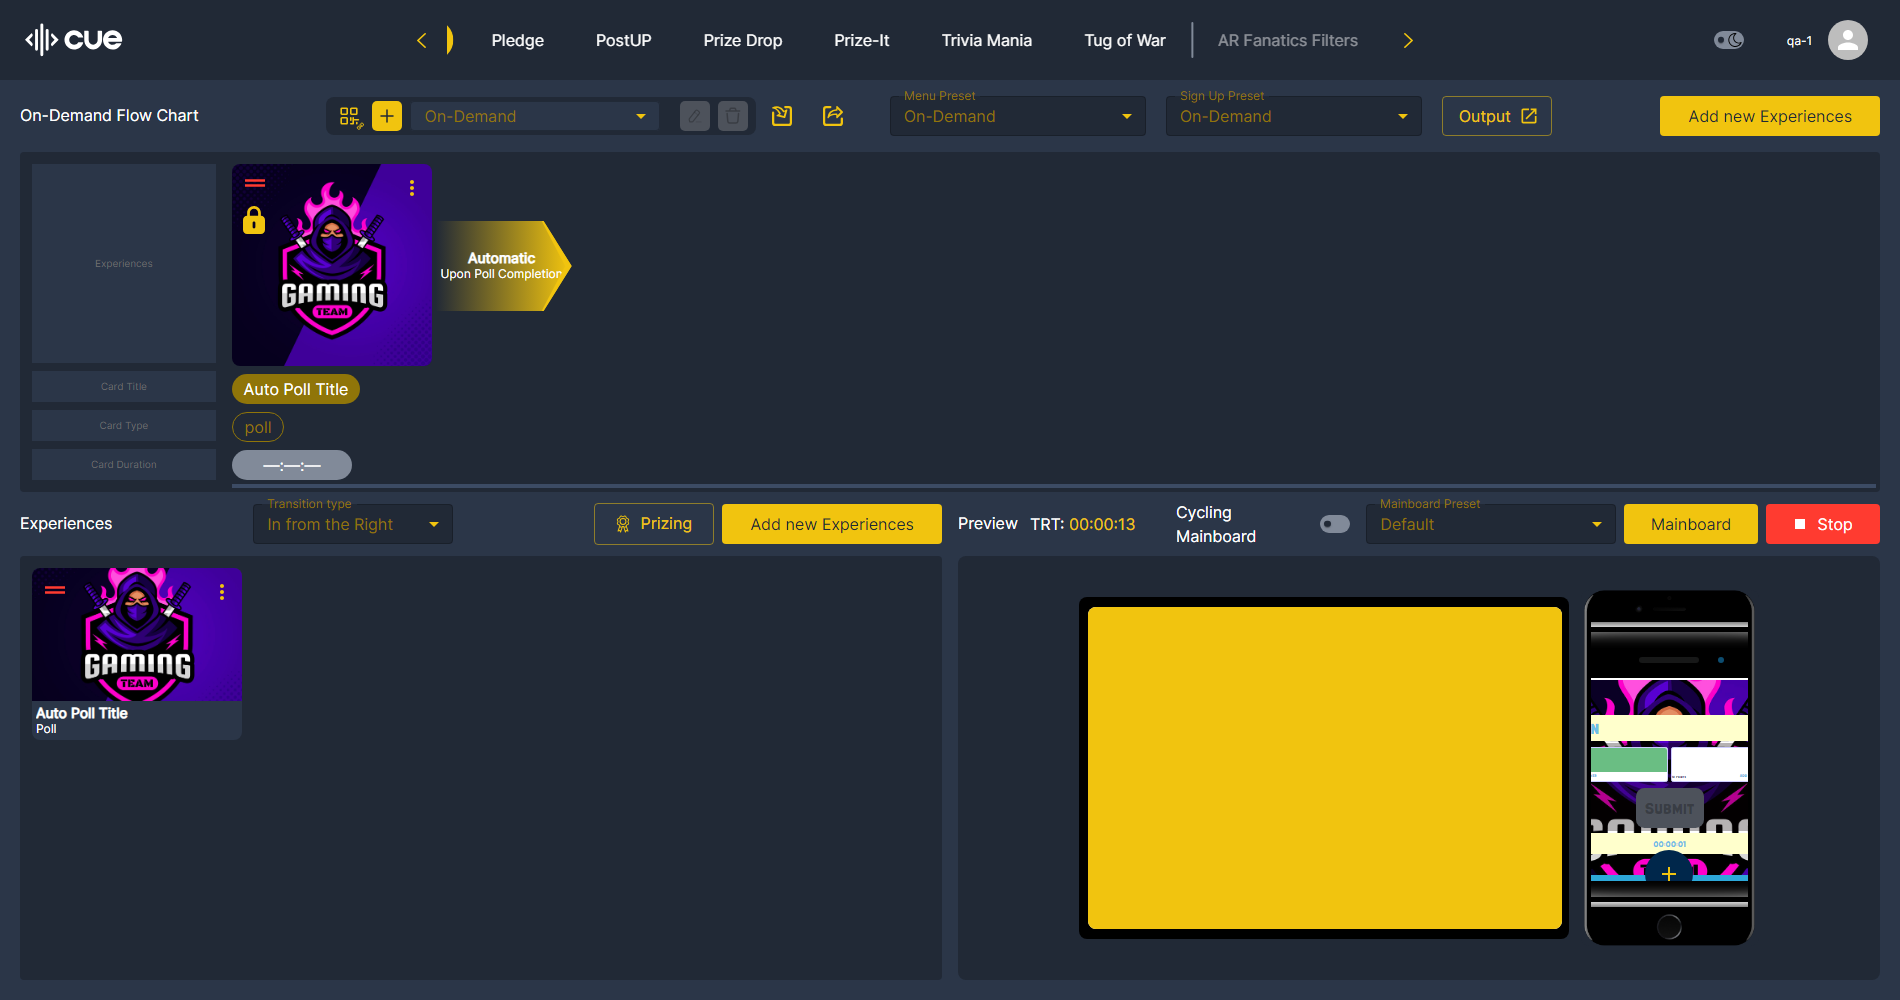 cue
Pledge
PostUP
Prize Drop
Prize-It
Trivia Mania
Tug of War
AR Fanatics Filters
qa-1
On-Demand Flow Chart
On-Demand
Menu Preset
On-Demand
Sign Up Preset
On-Demand
Output
Add new Experiences
Experiences
GAMING
TEAM
Automatic
Upon Poll Completion
Card Title
Auto Poll Title
Card Type
poll
Card Duration
—:—:—
Experiences
Transition type
In from the Right
Prizing
Add new Experiences
Preview
TRT: 00:00:13
Cycling
Mainboard
Mainboard Preset
Default
Mainboard
Stop
GAMING
TEAM
Auto Poll Title
Poll
N
SUBMIT
00:00:01